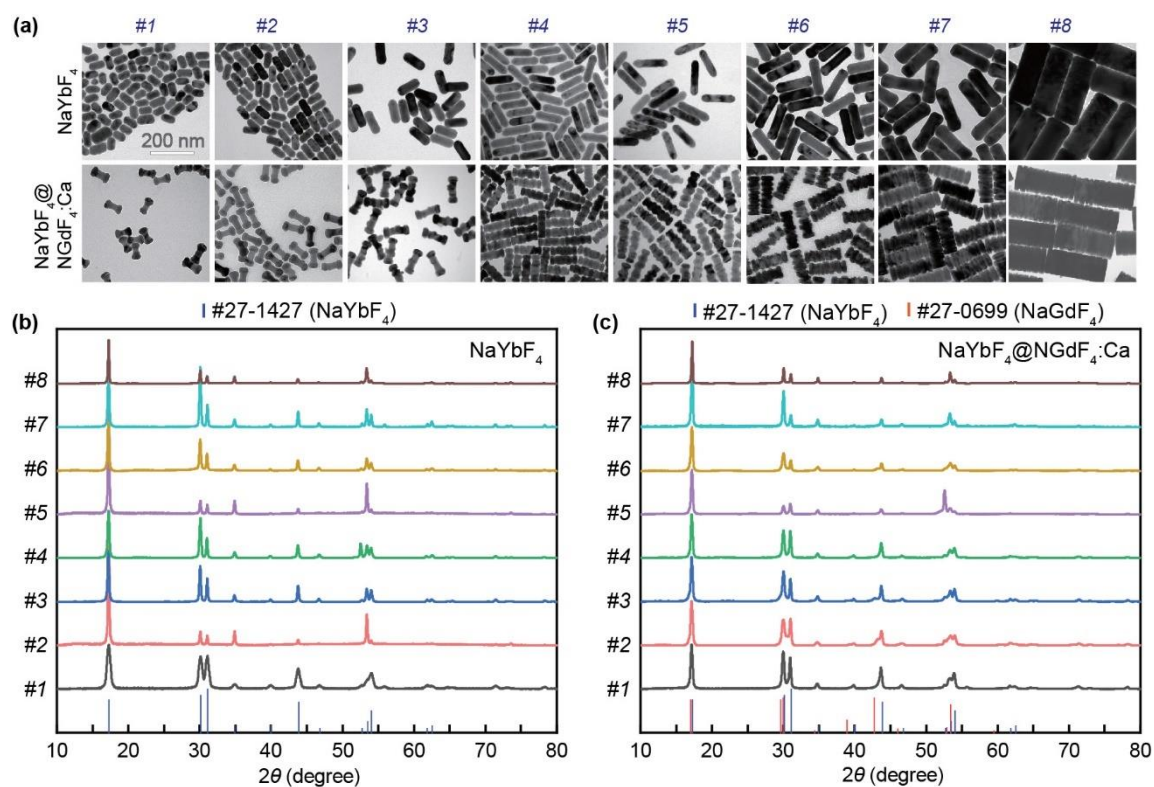 (a) #1 #2 #3 #4 #5 #6 #7 #8
NaYbF₄
200 nm
NaYbF₄@
NGdF₄:Ca
(b) #27-1427 (NaYbF₄)
NaYbF₄
#8
#7
#6
#5
#4
#3
#2
#1
10 20 30 40 50 60 70 80
2θ (degree)
(c) #27-1427 (NaYbF₄) #27-0699 (NaGdF₄)
NaYbF₄@NGdF₄:Ca
#8
#7
#6
#5
#4
#3
#2
#1
10 20 30 40 50 60 70 80
2θ (degree)